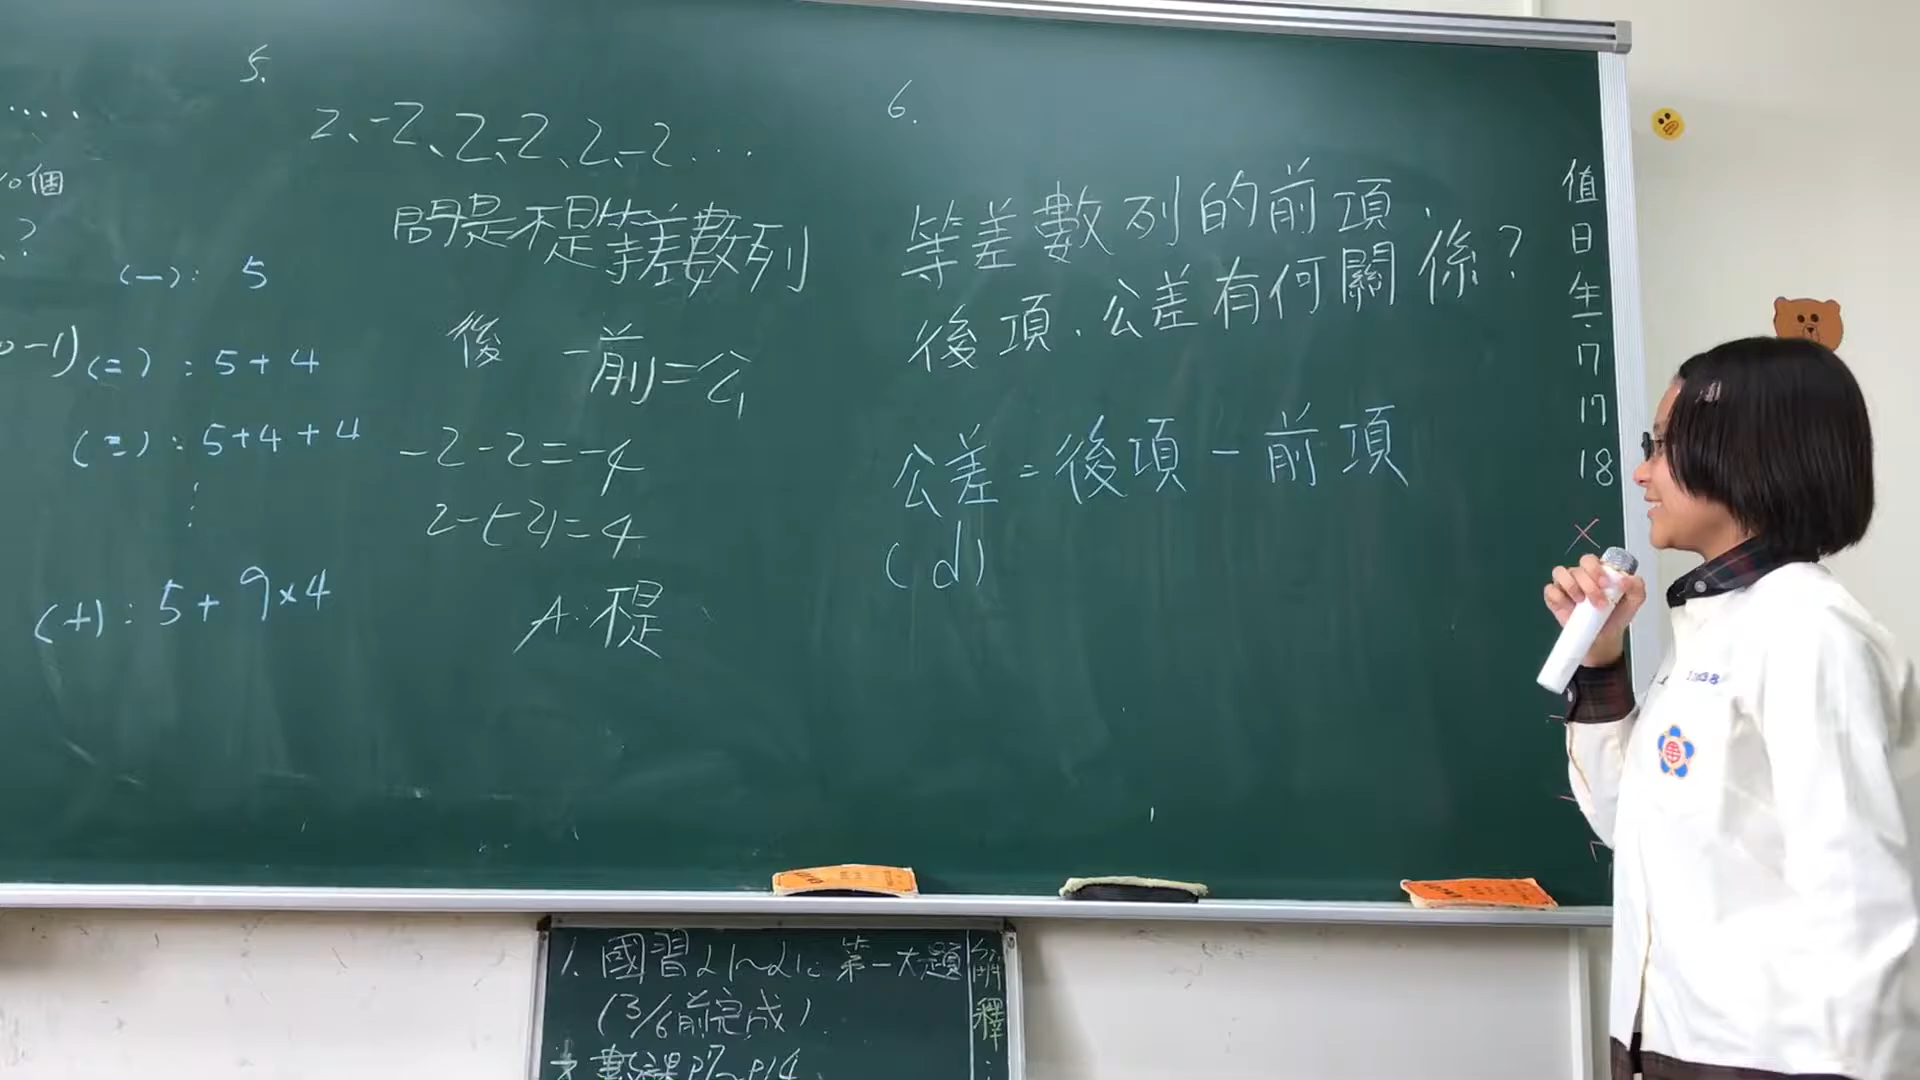 .....
10個
?
(一): 5
0-1)
(二): 5+4
(三): 5+4+4
⋮
(十): 5+9×4
5.
2、-2、2、-2、2、-2...
問是不是等差數列
後 -前=公
-2-2=-4
2-(-2)=4
A:不是
6.
等差數列的前項、
後項、公差有何關係?
公差=後項-前項
(d)
值日生:
17
17
18
×
1.國習 第一大題
(3/6前完成)
解釋: